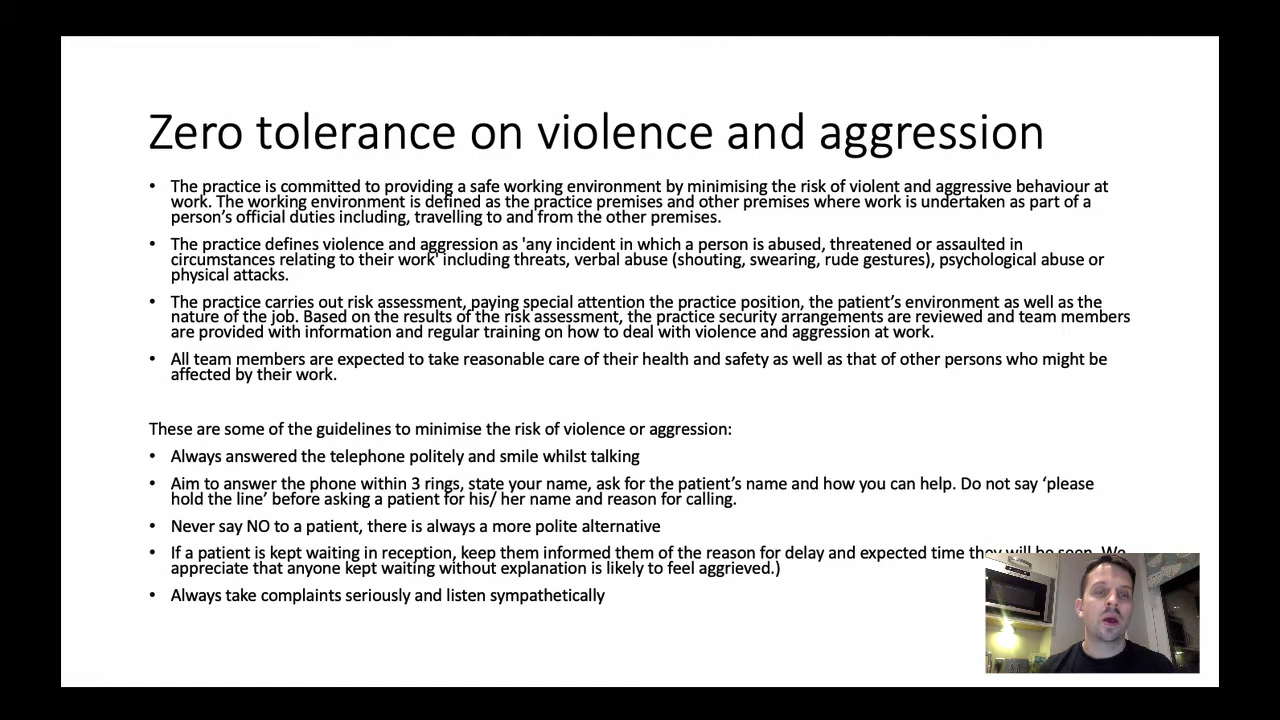 Zero tolerance on violence and aggression
• The practice is committed to providing a safe working environment by minimising the risk of violent and aggressive behaviour at
work. The working environment is defined as the practice premises and other premises where work is undertaken as part of a
person’s official duties including, travelling to and from the other premises.
• The practice defines violence and aggression as 'any incident in which a person is abused, threatened or assaulted in
circumstances relating to their work' including threats, verbal abuse (shouting, swearing, rude gestures), psychological abuse or
physical attacks.
• The practice carries out risk assessment, paying special attention the practice position, the patient’s environment as well as the
nature of the job. Based on the results of the risk assessment, the practice security arrangements are reviewed and team members
are provided with information and regular training on how to deal with violence and aggression at work.
• All team members are expected to take reasonable care of their health and safety as well as that of other persons who might be
affected by their work.
These are some of the guidelines to minimise the risk of violence or aggression:
• Always answered the telephone politely and smile whilst talking
• Aim to answer the phone within 3 rings, state your name, ask for the patient’s name and how you can help. Do not say ‘please
hold the line’ before asking a patient for his/ her name and reason for calling.
• Never say NO to a patient, there is always a more polite alternative
• If a patient is kept waiting in reception, keep them informed them of the reason for delay and expected time they will be seen. We
appreciate that anyone kept waiting without explanation is likely to feel aggrieved.)
• Always take complaints seriously and listen sympathetically